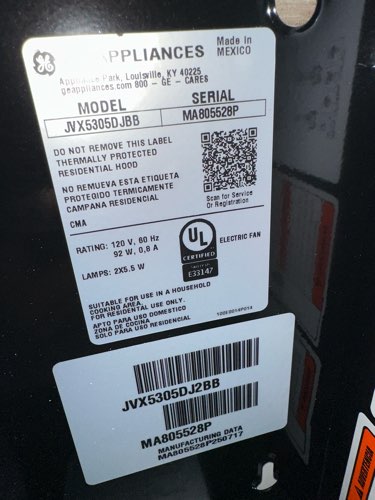 GE APPLIANCES
Made in
MEXICO
Appliance Park, Louisville, KY 40225
geappliances.com 800 - GE - CARES
MODEL
SERIAL
JVX5305DJBB
MA805528P
DO NOT REMOVE THIS LABEL
THERMALLY PROTECTED
RESIDENTIAL HOOD
NO REMUEVA ESTA ETIQUETA
PROTEGIDO TERMICAMENTE
CAMPANA RESIDENCIAL
Scan for Service
Or Registration
CMA
RATING: 120 V, 60 Hz
92 W, 0,8 A
UL
CERTIFIED
E33147
ELECTRIC FAN
LAMPS: 2X5.5 W
SUITABLE FOR USE IN A HOUSEHOLD
COOKING AREA.
FOR RESIDENTIAL USE ONLY.
APTO PARA USO DOMESTICO
ZONA DE COCINA
SOLO PARA USO RESIDENCIAL
JVX5305DJ2BB
MA805528P
MANUFACTURING DATA
MA805528P250717
ADVERTENCIA